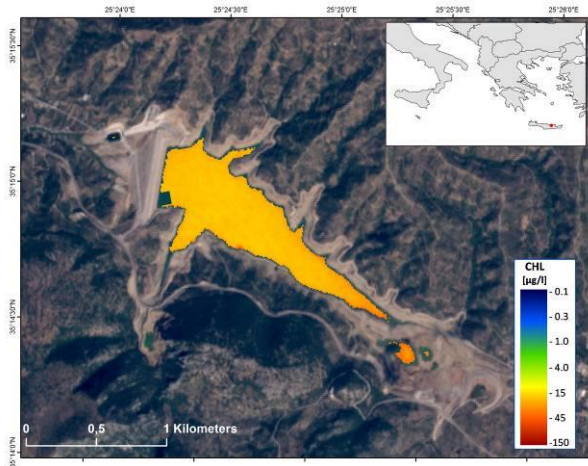 25°24'0"E
25°24'30"E
25°25'0"E
25°25'30"E
25°26'0"E
35°15'30"N
35°15'0"N
35°14'30"N
35°14'0"N
CHL
[µg/l]
- 0.1
- 0.3
- 1.0
- 4.0
- 15
- 45
-150
0
0,5
1 Kilometers